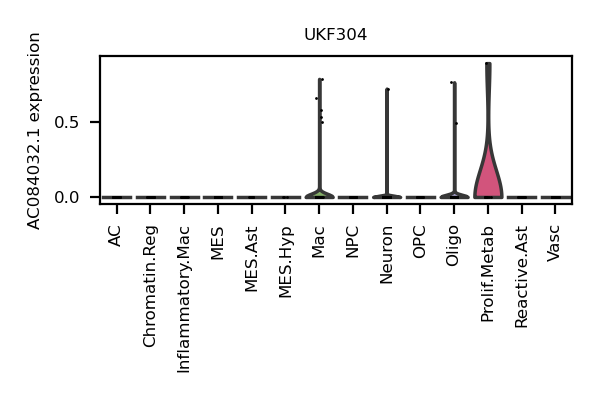 UKF304
AC084032.1 expression
0.5
0.0
AC
Chromatin.Reg
Inflammatory.Mac
MES
MES.Ast
MES.Hyp
Mac
NPC
Neuron
OPC
Oligo
Prolif.Metab
Reactive.Ast
Vasc